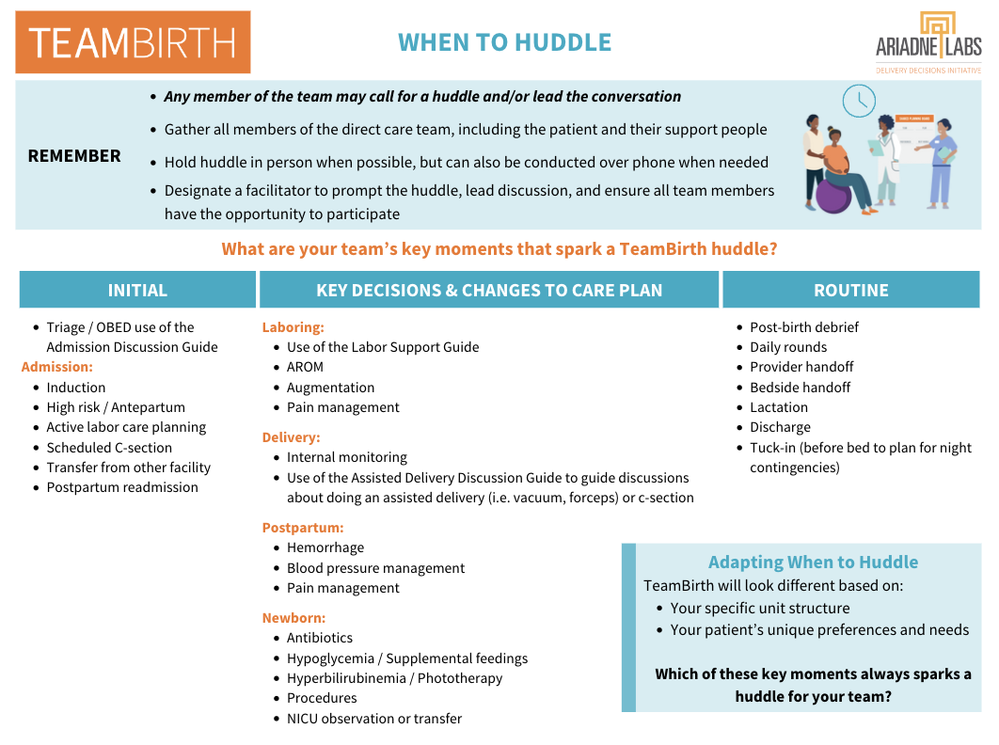 TEAMBIRTH
WHEN TO HUDDLE
ARIADNE LABS
DELIVERY DECISIONS INITIATIVE
REMEMBER
• Any member of the team may call for a huddle and/or lead the conversation
• Gather all members of the direct care team, including the patient and their support people
• Hold huddle in person when possible, but can also be conducted over phone when needed
• Designate a facilitator to prompt the huddle, lead discussion, and ensure all team members
have the opportunity to participate
What are your team's key moments that spark a TeamBirth huddle?
INITIAL
• Triage / OBED use of the
Admission Discussion Guide
Admission:
• Induction
• High risk / Antepartum
• Active labor care planning
• Scheduled C-section
• Transfer from other facility
• Postpartum readmission
KEY DECISIONS & CHANGES TO CARE PLAN
Laboring:
• Use of the Labor Support Guide
• AROM
• Augmentation
• Pain management
Delivery:
• Internal monitoring
• Use of the Assisted Delivery Discussion Guide to guide discussions
about doing an assisted delivery (i.e. vacuum, forceps) or c-section
Postpartum:
• Hemorrhage
• Blood pressure management
• Pain management
Newborn:
• Antibiotics
• Hypoglycemia / Supplemental feedings
• Hyperbilirubinemia / Phototherapy
• Procedures
• NICU observation or transfer
ROUTINE
• Post-birth debrief
• Daily rounds
• Provider handoff
• Bedside handoff
• Lactation
• Discharge
• Tuck-in (before bed to plan for night
contingencies)
Adapting When to Huddle
TeamBirth will look different based on:
• Your specific unit structure
• Your patient's unique preferences and needs
Which of these key moments always sparks a
huddle for your team?